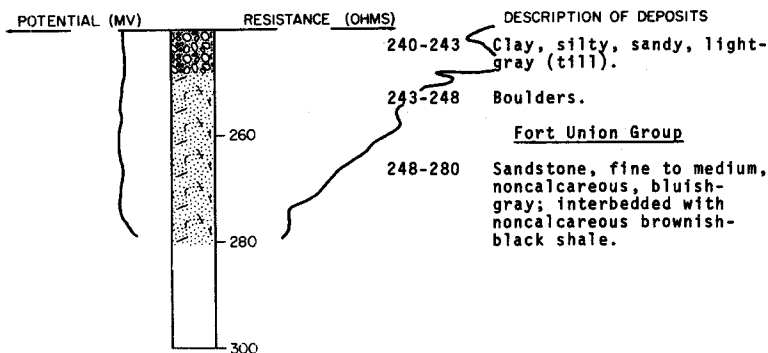 POTENTIAL (MV) RESISTANCE (OHMS) DESCRIPTION OF DEPOSITS
240-243 Clay, silty, sandy, light-
gray (till).
243-248 Boulders.
Fort Union Group
260
248-280 Sandstone, fine to medium,
noncalcareous, bluish-
gray; interbedded with
noncalcareous brownish-
black shale.
280
300